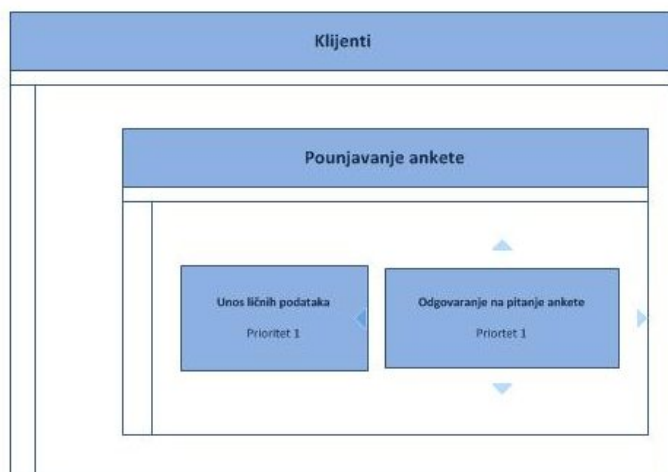 Klijenti
Pounjavanje ankete
Unos ličnih podataka
Prioritet 1
Odgovaranje na pitanje ankete
Priortet 1